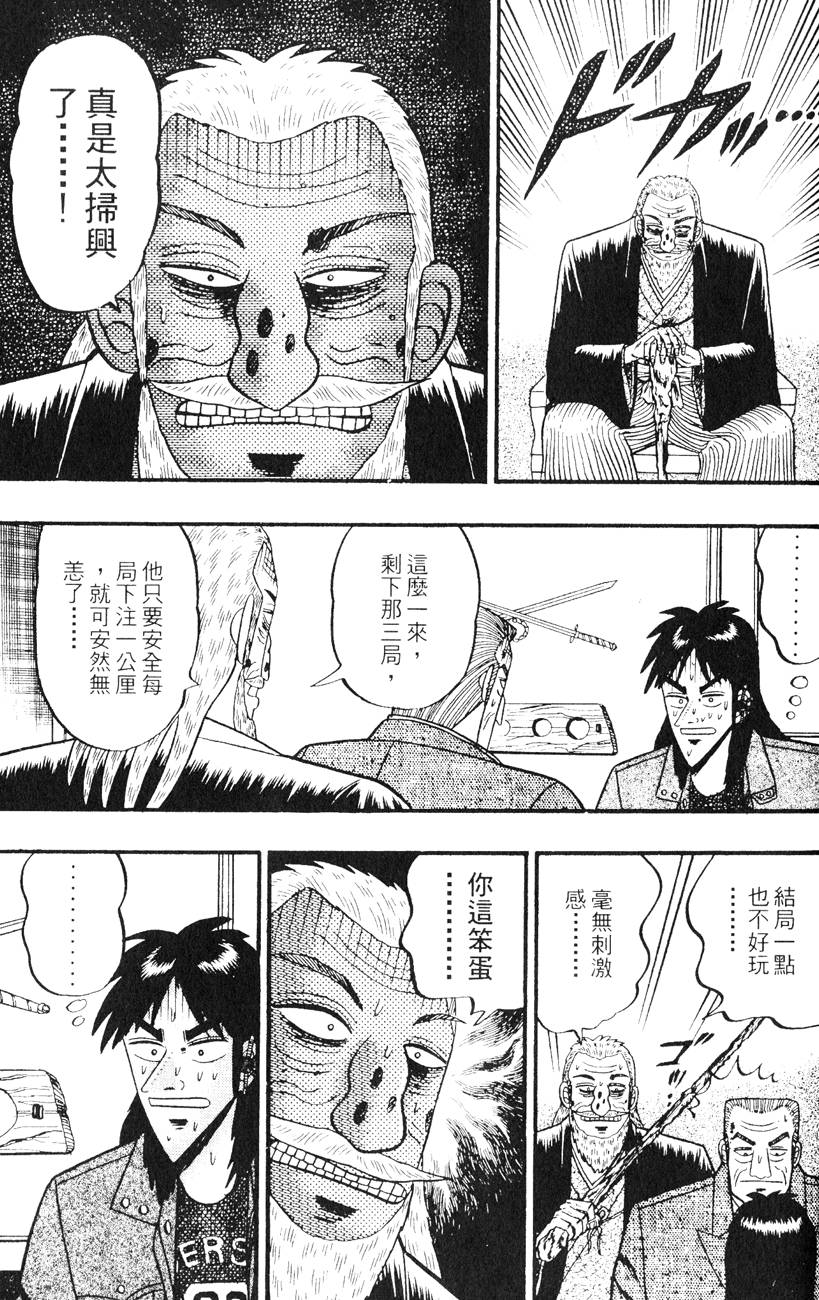 ドカッ……
真是太掃興
了………！
………
這麼一來，
剩下那三局，
他只要安全每
局下注一公厘
，就可安然無
恙了……
結局一點
也不好玩
………
毫無刺激
感………
ゴ"
你這笨蛋
………
………
ERS